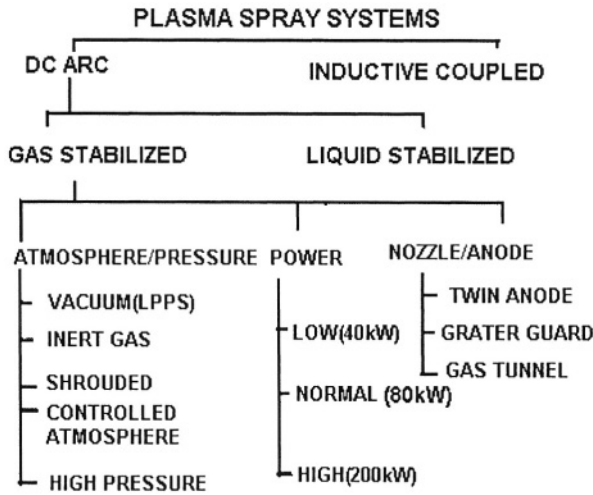 PLASMA SPRAY SYSTEMS
DC ARC
INDUCTIVE COUPLED
GAS STABILIZED
LIQUID STABILIZED
ATMOSPHERE/PRESSURE
VACUUM(LPPS)
INERT GAS
SHROUDED
CONTROLLED
ATMOSPHERE
HIGH PRESSURE
POWER
LOW(40kW)
NORMAL (80kW)
HIGH(200kW)
NOZZLE/ANODE
TWIN ANODE
GRATER GUARD
GAS TUNNEL